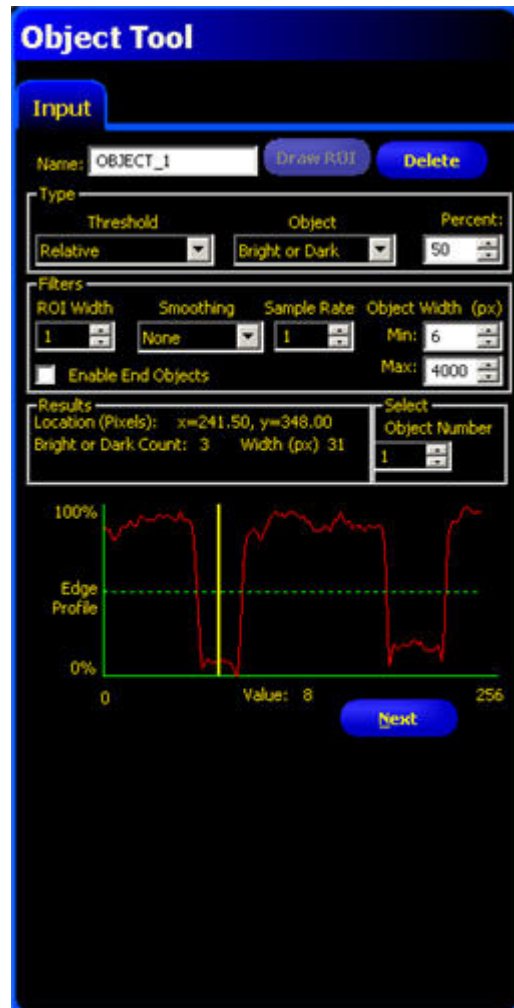 Object Tool
Input
Name: OBJECT_1 Draw ROI Delete
Type
Threshold Object Percent:
Relative Bright or Dark 50
Filters
ROI Width Smoothing Sample Rate Object Width (px)
1 None 1 Min: 6
Enable End Objects Max: 4000
Results Select
Location (Pixels): x=241.50, y=348.00 Object Number
Bright or Dark Count: 3 Width (px) 31 1
100%
Edge
Profile
0%
0 Value: 8 256
Next